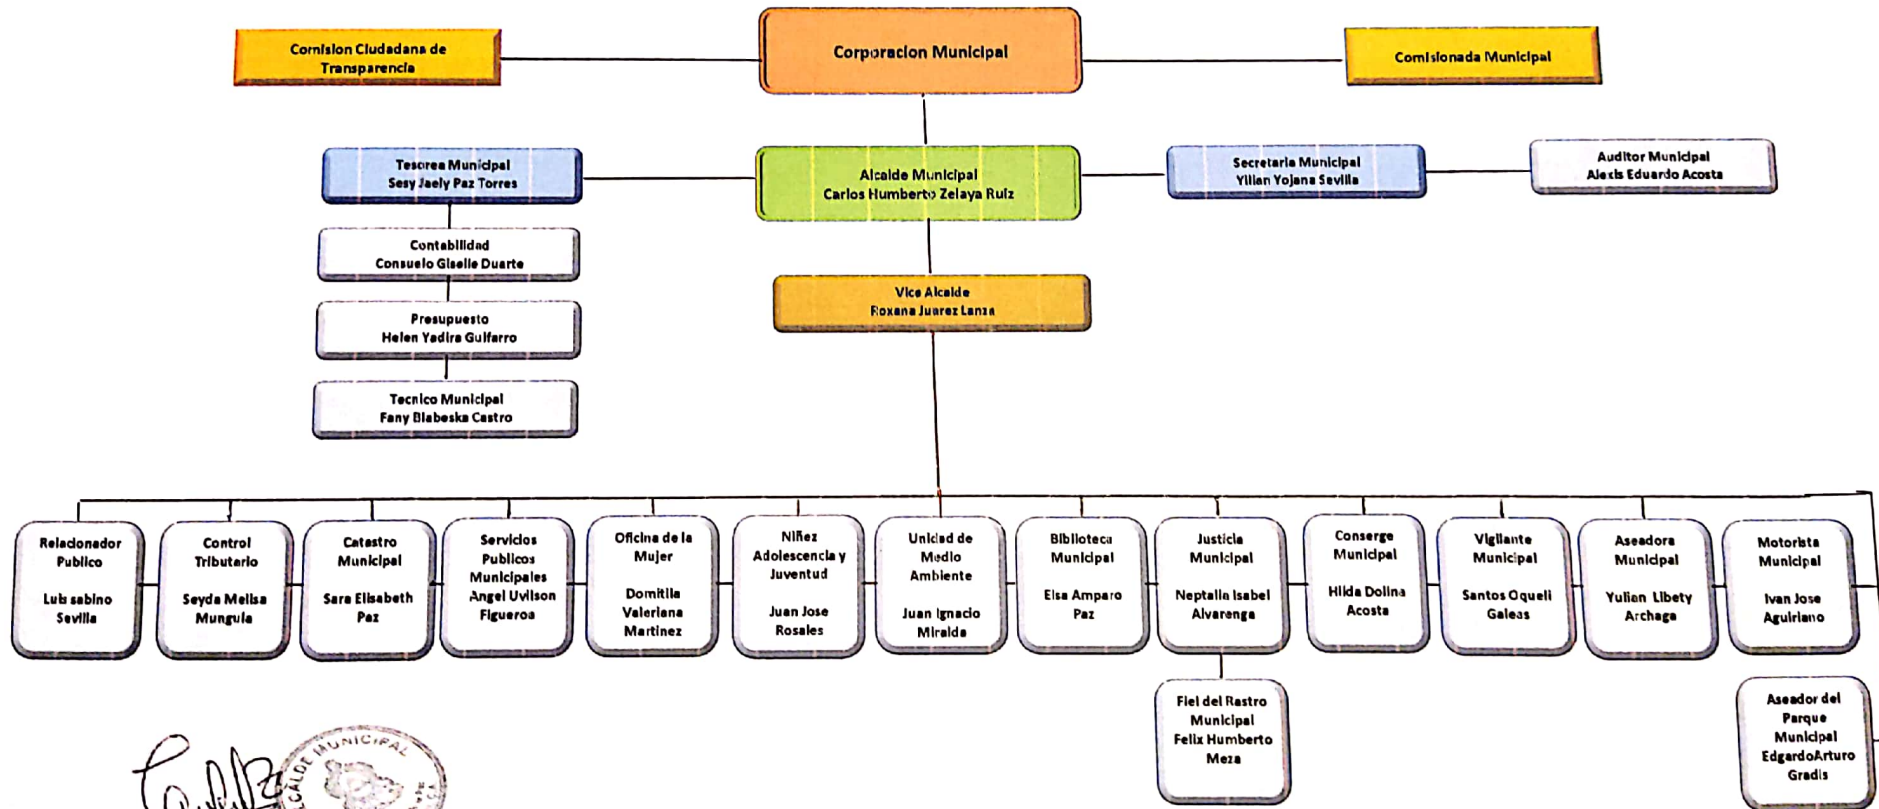 Comision Ciudadana de
Transparencia
Corporacion Municipal
Comisionada Municipal
Tesorea Municipal
Sesy Jaely Paz Torres
Alcalde Municipal
Carlos Humberto Zelaya Ruiz
Secretaria Municipal
Yilian Yojana Sevilla
Auditor Municipal
Alexis Eduardo Acosta
Contabilidad
Consuelo Giselle Duarte
Vice Alcalde
Roxana Juarez Lanza
Presupuesto
Helen Yadira Guifarro
Tecnico Municipal
Fany Blabeska Castro
Relacionador
Publico
Luis sabino
Sevilla
Control
Tributario
Seyda Melisa
Munguia
Catastro
Municipal
Sara Elisabeth
Paz
Servicios
Publicos
Municipales
Angel Uvilson
Figueroa
Oficina de la
Mujer
Domitila
Valeriana
Martinez
Niñez
Adolescencia y
Juventud
Juan Jose
Rosales
Unidad de
Medio
Ambiente
Juan Ignacio
Miralda
Biblioteca
Municipal
Elsa Amparo
Paz
Justicia
Municipal
Neptalia Isabel
Alvarenga
Conserge
Municipal
Hilda Dolina
Acosta
Vigilante
Municipal
Santos Oqueli
Galeas
Aseadora
Municipal
Yulian Libety
Archaga
Motorista
Municipal
Ivan Jose
Aguiriano
Fiel del Rastro
Municipal
Felix Humberto
Meza
Aseador del
Parque
Municipal
EdgardoArturo
Gradis
ALCALDE MUNICIPAL